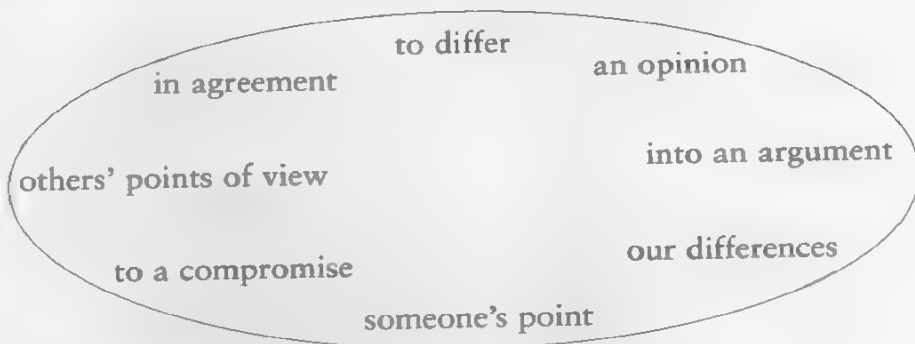 to differ
in agreement
an opinion
others' points of view
into an argument
to a compromise
our differences
someone's point